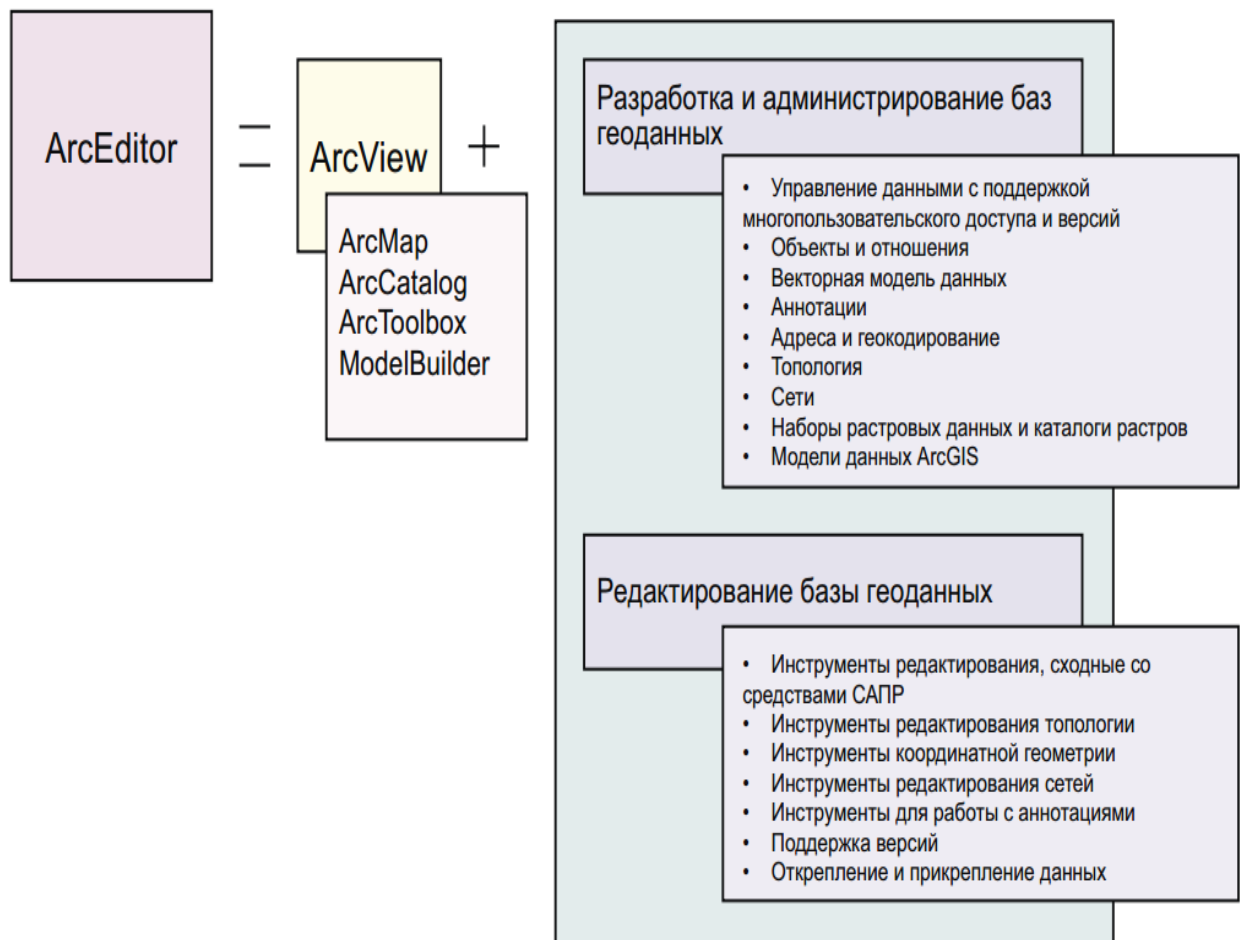 ArcEditor
=
ArcView
+
ArcMap
ArcCatalog
ArcToolbox
ModelBuilder
Разработка и администрирование баз
геоданных
• Управление данными с поддержкой
многопользовательского доступа и версий
• Объекты и отношения
• Векторная модель данных
• Аннотации
• Адреса и геокодирование
• Топология
• Сети
• Наборы растровых данных и каталоги растров
• Модели данных ArcGIS
Редактирование базы геоданных
• Инструменты редактирования, сходные со
средствами САПР
• Инструменты редактирования топологии
• Инструменты координатной геометрии
• Инструменты редактирования сетей
• Инструменты для работы с аннотациями
• Поддержка версий
• Открепление и прикрепление данных